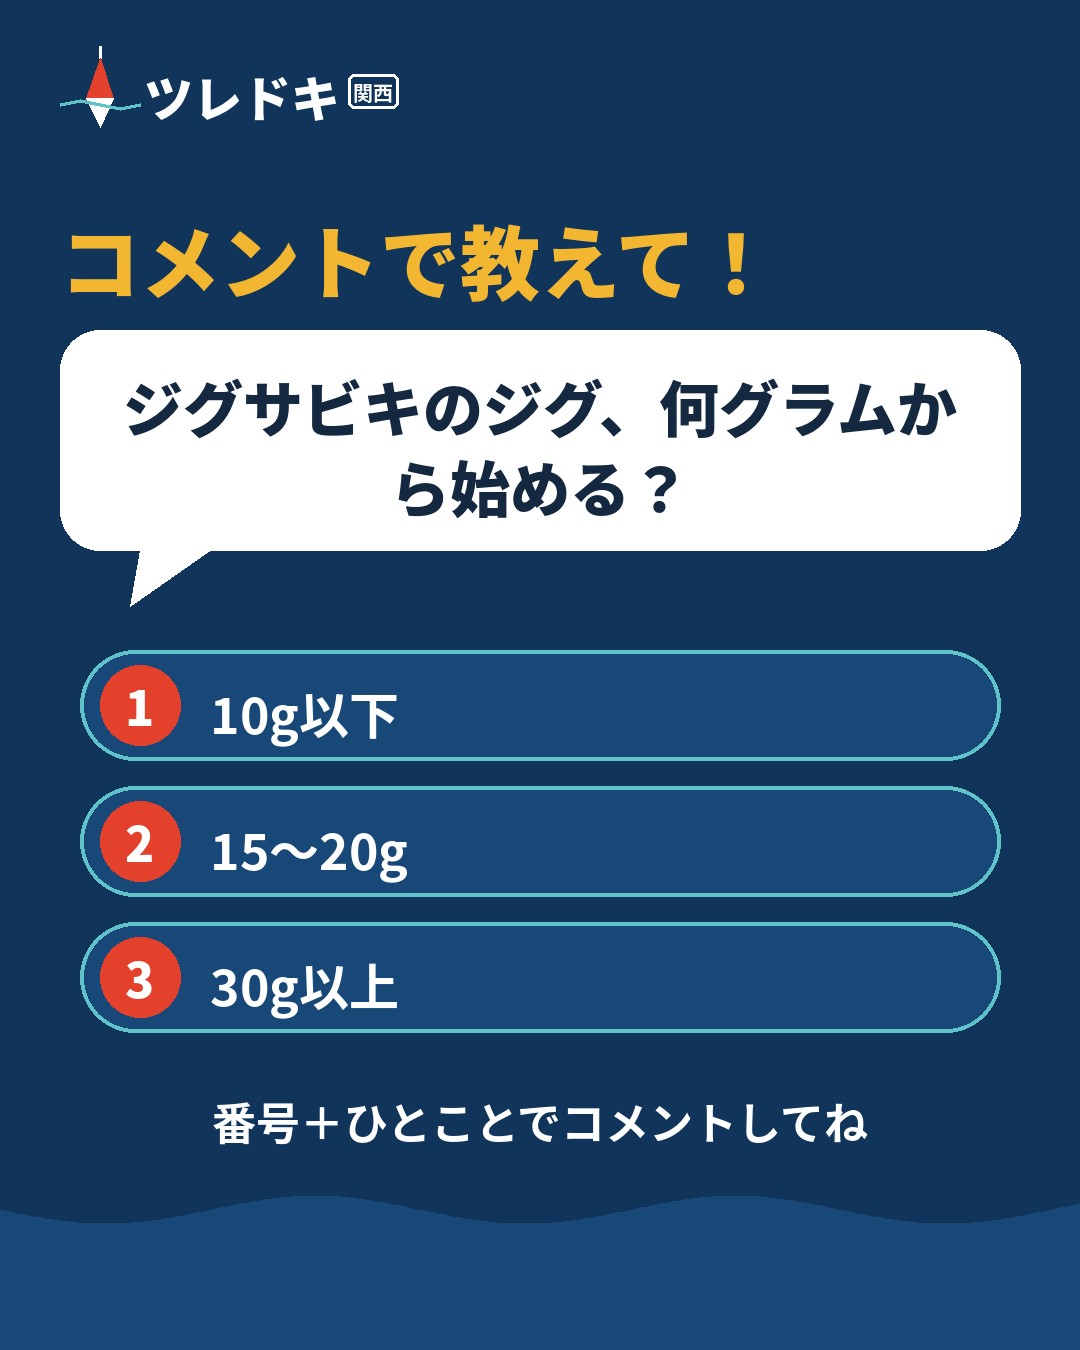 ツレドキ 関西
コメントで教えて！
ジグサビキのジグ、何グラムか
ら始める？
1 10g以下
2 15〜20g
3 30g以上
番号＋ひとことでコメントしてね